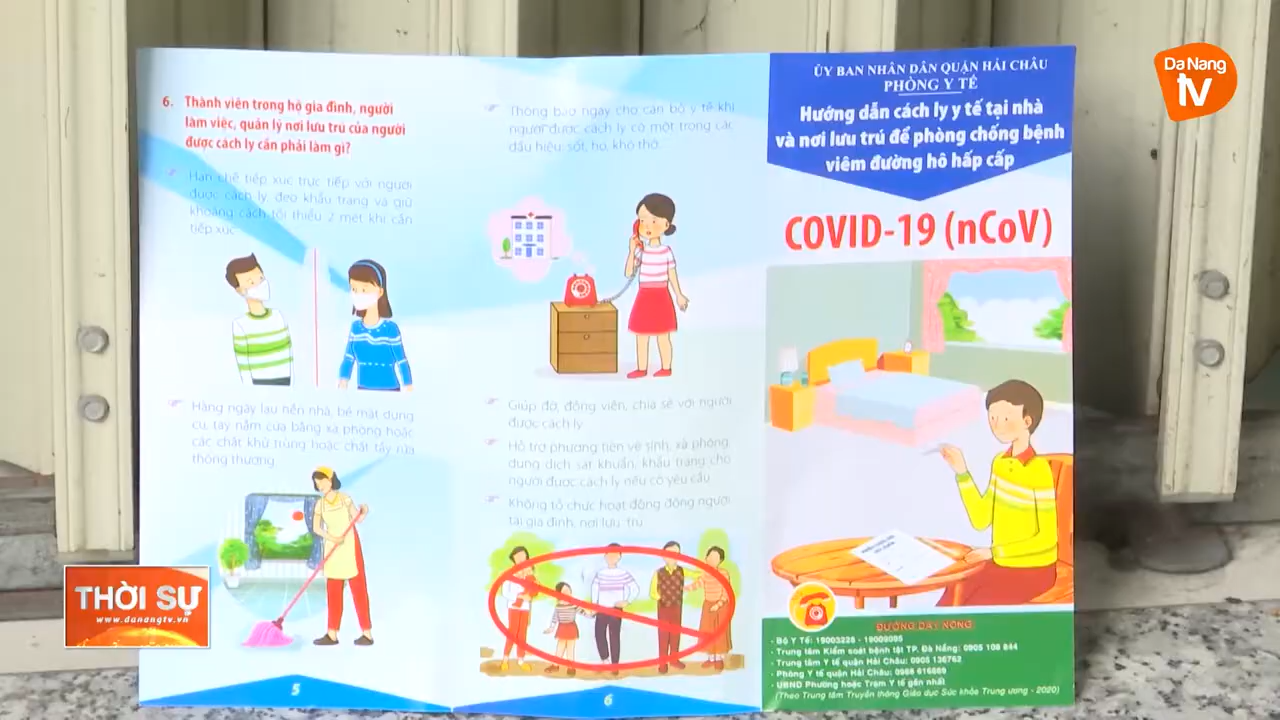 Da Nang
tv
6. Thành viên trong hộ gia đình, người
làm việc, quản lý nơi lưu trú của người
được cách ly cần phải làm gì?
Hạn chế tiếp xúc trực tiếp với người
được cách ly, đeo khẩu trang và giữ
khoảng cách tối thiểu 2 mét khi cần
tiếp xúc
Hàng ngày lau nền nhà, bề mặt dụng
cụ, tay nắm cửa bằng xà phòng hoặc
các chất khử trùng hoặc chất tẩy rửa
thông thường
5
Thông báo ngay cho cán bộ y tế khi
người được cách ly có một trong các
dấu hiệu: sốt, ho, khó thở.
Giúp đỡ, động viên, chia sẻ với người
được cách ly
Hỗ trợ phương tiện vệ sinh, xà phòng,
dung dịch sát khuẩn, khẩu trang cho
người được cách ly nếu có yêu cầu
Không tổ chức hoạt động đông người
tại gia đình, nơi lưu trú
6
ỦY BAN NHÂN DÂN QUẬN HẢI CHÂU
PHÒNG Y TẾ
Hướng dẫn cách ly y tế tại nhà
và nơi lưu trú để phòng chống bệnh
viêm đường hô hấp cấp
COVID-19 (nCoV)
ĐƯỜNG DÂY NÓNG
- Bộ Y Tế: 19003228 - 19009095
- Trung tâm Kiểm soát bệnh tật TP. Đà Nẵng: 0905 108 844
- Trung tâm Y tế quận Hải Châu: 0905 136762
- Phòng Y tế quận Hải Châu: 0986 616669
- UBND Phường hoặc Trạm Y tế gần nhất
(Theo Trung tâm Truyền thông Giáo dục Sức khỏe Trung ương - 2020)
THỜI SỰ
www.danangtv.vn